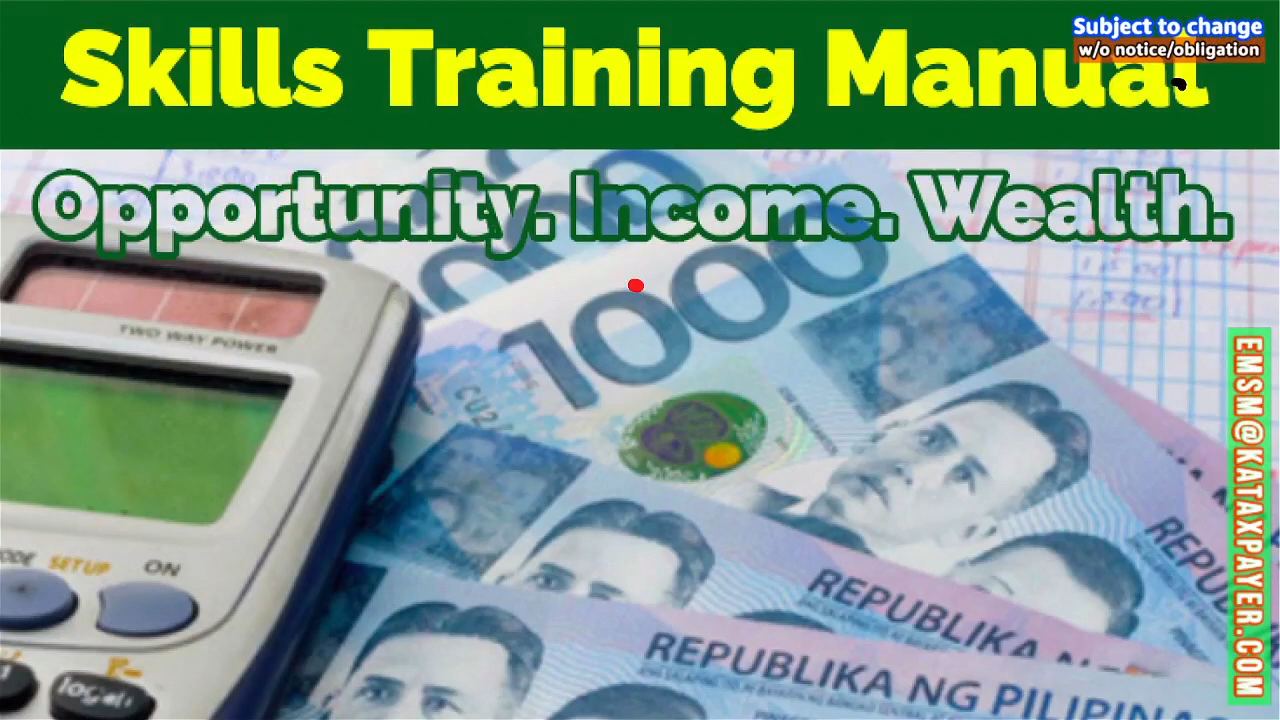 Subject to change
w/o notice/obligation
Skills Training Manual
Opportunity. Income. Wealth.
1000
TWO WAY POWER
SETUP
ON
REPUBLIKA
REPUBLIKA NG PILIPINA
EMSM@KATAXPAYER.COM